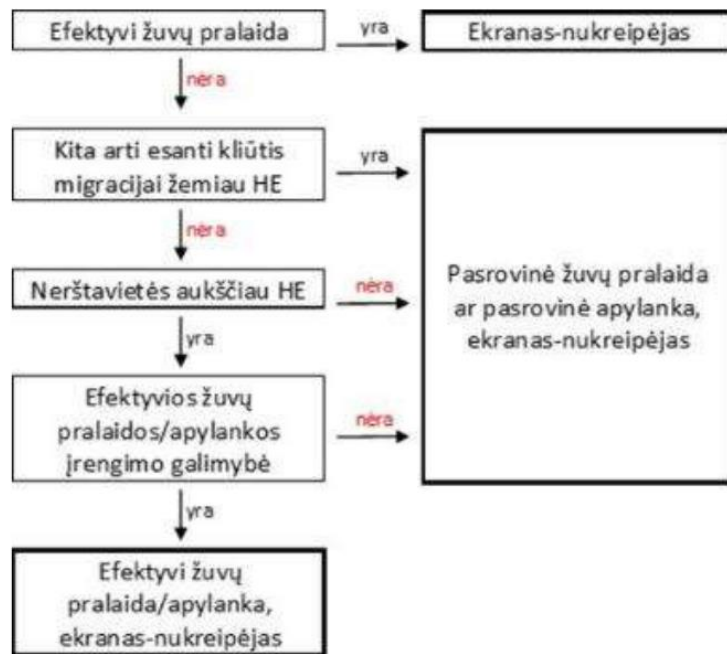 Efektyvi žuvų pralaida
yra
Ekranas-nukreipėjas
nėra
Kita arti esanti kliūtis
migracijai žemiau HE
yra
nėra
Nerštavietės aukščiau HE
nėra
Pasrovinė žuvų pralaida
ar pasrovinė apylanka,
ekranas-nukreipėjas
yra
Efektyvios žuvų
pralaidos/apylankos
įrengimo galimybė
nėra
yra
Efektyvi žuvų
pralaida/apylanka,
ekranas-nukreipėjas